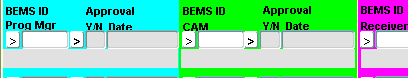 BEMS ID Approval BEMS ID Approval BEMS ID
Prog Mgr Y/N Date CAM Y/N Date Receiver
> > > > >